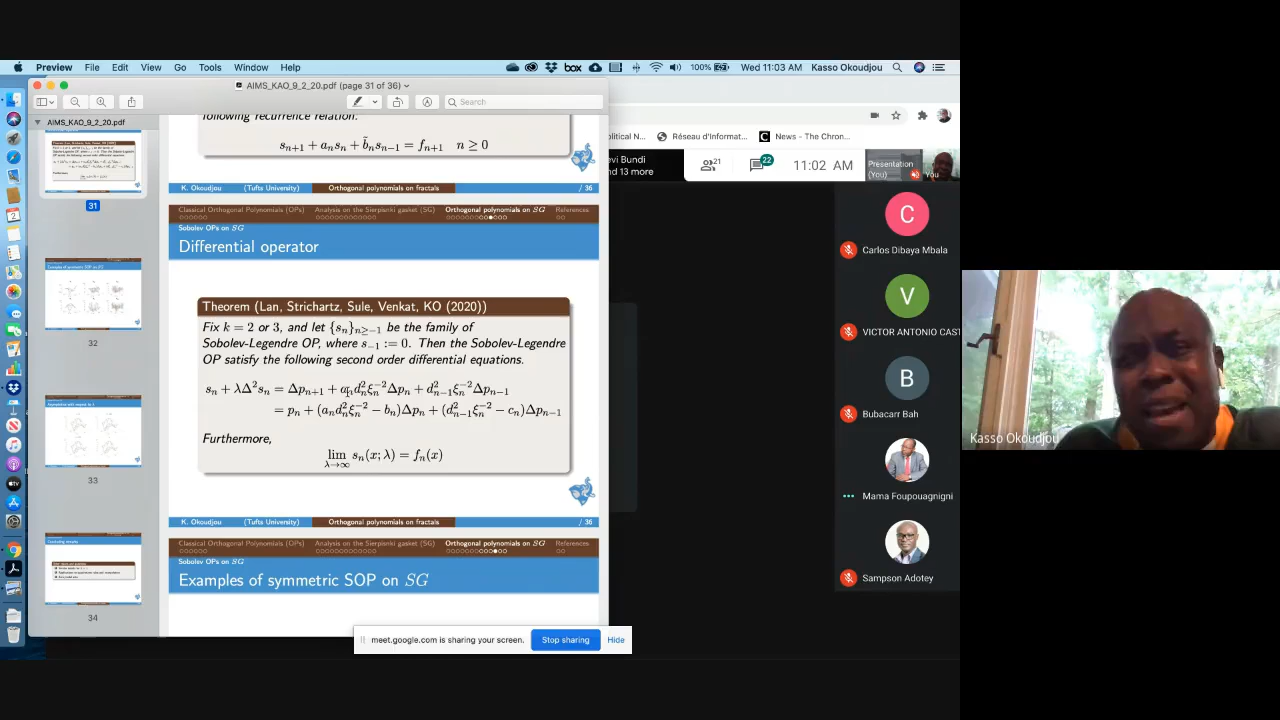 Preview File Edit View Go Tools Window Help
box 100% Wed 11:03 AM Kasso Okoudjou
AIMS_KAO_9_2_20.pdf (page 31 of 36)
Search
AIMS_KAO_9_2_20.pdf
31
32
33
34
following recurrence relation.
s_{n+1} + a_n s_n + \tilde{b}_n s_{n-1} = f_{n+1} n ≥ 0
K. Okoudjou (Tufts University) Orthogonal polynomials on fractals / 36
Classical Orthogonal Polynomials (OPs) Analysis on the Sierpinski gasket (SG) Orthogonal polynomials on SG References
Sobolev OPs on SG
Differential operator
Theorem (Lan, Strichartz, Sule, Venkat, KO (2020))
Fix k = 2 or 3, and let {s_n}_{n≥−1} be the family of
Sobolev-Legendre OP, where s_{−1} := 0. Then the Sobolev-Legendre
OP satisfy the following second order differential equations.
s_n + λΔ²s_n = Δp_{n+1} + a_n d_n² ξ_n^{−2} Δp_n + d_{n−1}² ξ_n^{−2} Δp_{n−1}
= p_n + (a_n d_n² ξ_n^{−2} − b_n)Δp_n + (d_{n−1}² ξ_n^{−2} − c_n)Δp_{n−1}
Furthermore,
lim_{λ→∞} s_n(x; λ) = f_n(x)
K. Okoudjou (Tufts University) Orthogonal polynomials on fractals / 36
Classical Orthogonal Polynomials (OPs) Analysis on the Sierpinski gasket (SG) Orthogonal polynomials on SG References
Sobolev OPs on SG
Examples of symmetric SOP on SG
meet.google.com is sharing your screen. Stop sharing Hide
Réseau d'Informat... News - The Chron...
evi Bundi
nd 13 more
21
22
11:02 AM
Presentation
(You)
You
C
Carlos Dibaya Mbala
V
VICTOR ANTONIO CAST
B
Bubacarr Bah
Mama Foupouagnigni
Sampson Adotey
Kasso Okoudjou